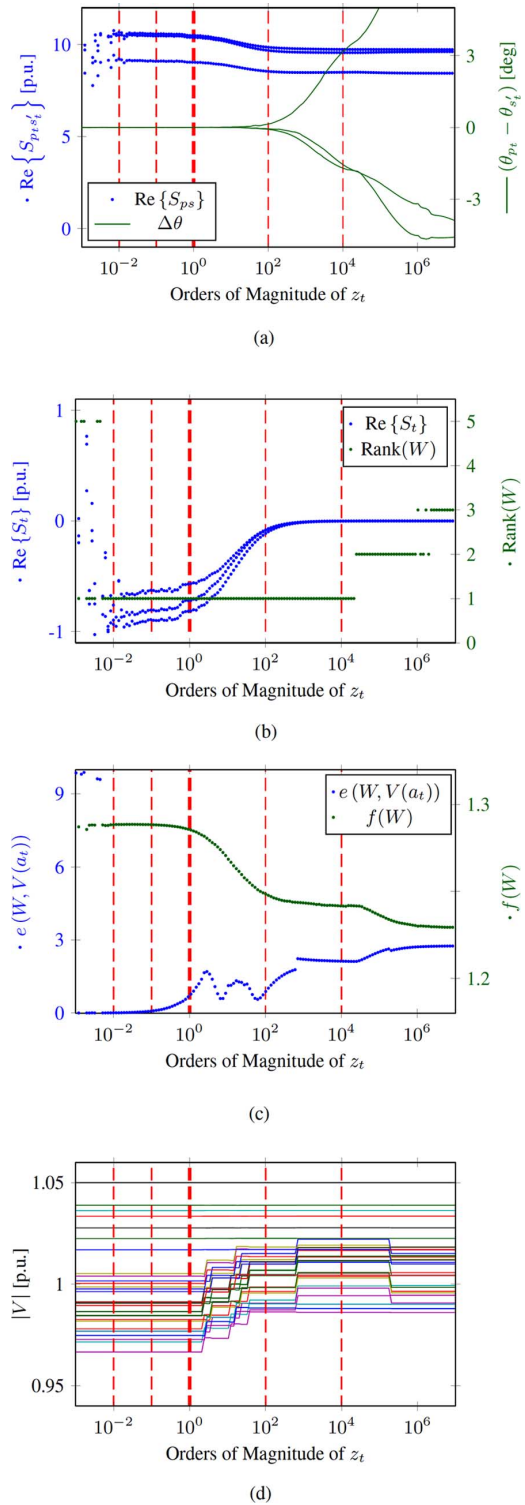 10
5
0
3
0
-3
• Re {S_{p_t s'_t}} [p.u.]
— (θ_{p_t} − θ_{s'_t}) [deg]
Re {S_{ps}}
Δθ
10^{-2} 10^0 10^2 10^4 10^6
Orders of Magnitude of z_t
(a)
1
0
-1
5
4
3
2
1
0
• Re {S_t} [p.u.]
• Rank(W)
Re {S_t}
Rank(W)
10^{-2} 10^0 10^2 10^4 10^6
Orders of Magnitude of z_t
(b)
9
6
3
0
1.3
1.2
• e (W, V(a_t))
• f(W)
e (W, V(a_t))
f(W)
10^{-2} 10^0 10^2 10^4 10^6
Orders of Magnitude of z_t
(c)
1.05
1
0.95
|V| [p.u.]
10^{-2} 10^0 10^2 10^4 10^6
Orders of Magnitude of z_t
(d)